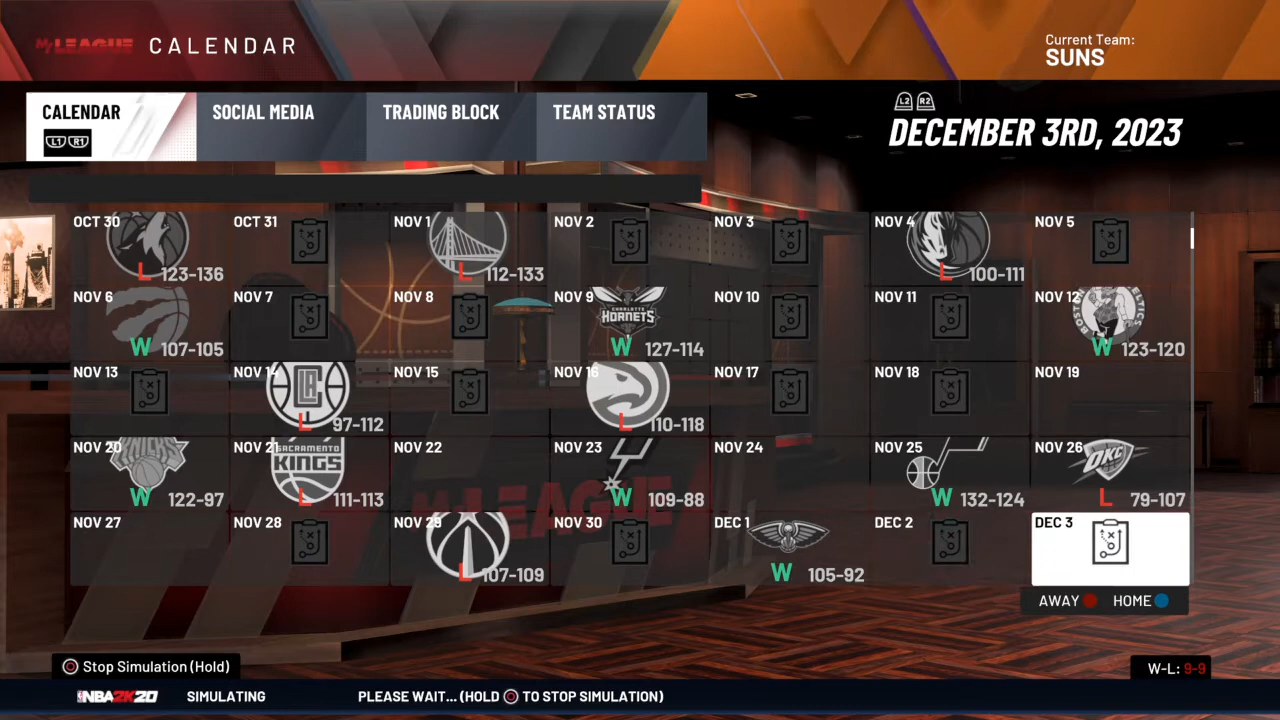 MyLEAGUE CALENDAR
Current Team:
SUNS
CALENDAR SOCIAL MEDIA TRADING BLOCK TEAM STATUS
L1 R1
L2 R2
DECEMBER 3RD, 2023
OCT 30 OCT 31 NOV 1 NOV 2 NOV 3 NOV 4 NOV 5
L 123-136 L 112-133 L 100-111
NOV 6 NOV 7 NOV 8 NOV 9 NOV 10 NOV 11 NOV 12
CHARLOTTE
HORNETS
BOSTON CELTICS
W 107-105 W 127-114 W 123-120
NOV 13 NOV 14 NOV 15 NOV 16 NOV 17 NOV 18 NOV 19
LA
L 97-112 L 110-118
NOV 20 NOV 21 NOV 22 NOV 23 NOV 24 NOV 25 NOV 26
SACRAMENTO
KINGS
OKC
W 122-97 L 111-113 W 109-88 W 132-124 L 79-107
MyLEAGUE
NOV 27 NOV 28 NOV 29 NOV 30 DEC 1 DEC 2 DEC 3
L 107-109 W 105-92
AWAY HOME
Stop Simulation (Hold)
W-L: 9-9
NBA2K20 SIMULATING PLEASE WAIT... (HOLD TO STOP SIMULATION)